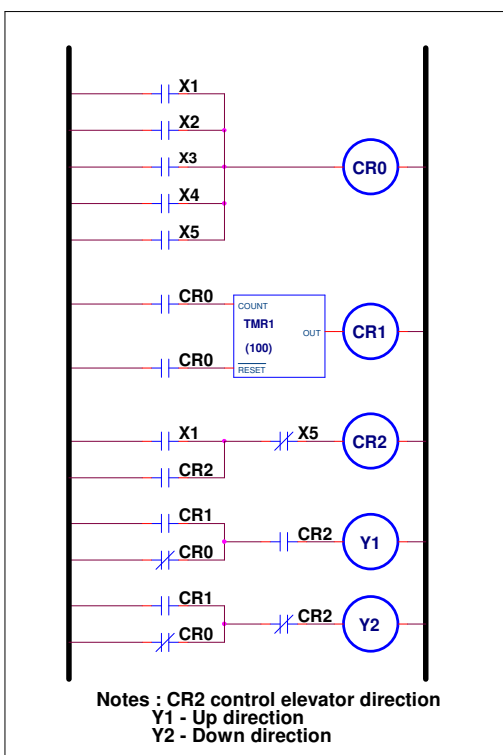 X1
X2
X3
CR0
X4
X5
CR0
COUNT
TMR1
OUT
CR1
(100)
CR0
RESET
X1
X5
CR2
CR2
CR1
CR2
Y1
CR0
CR1
CR2
Y2
CR0
Notes : CR2 control elevator direction
Y1 - Up direction
Y2 - Down direction